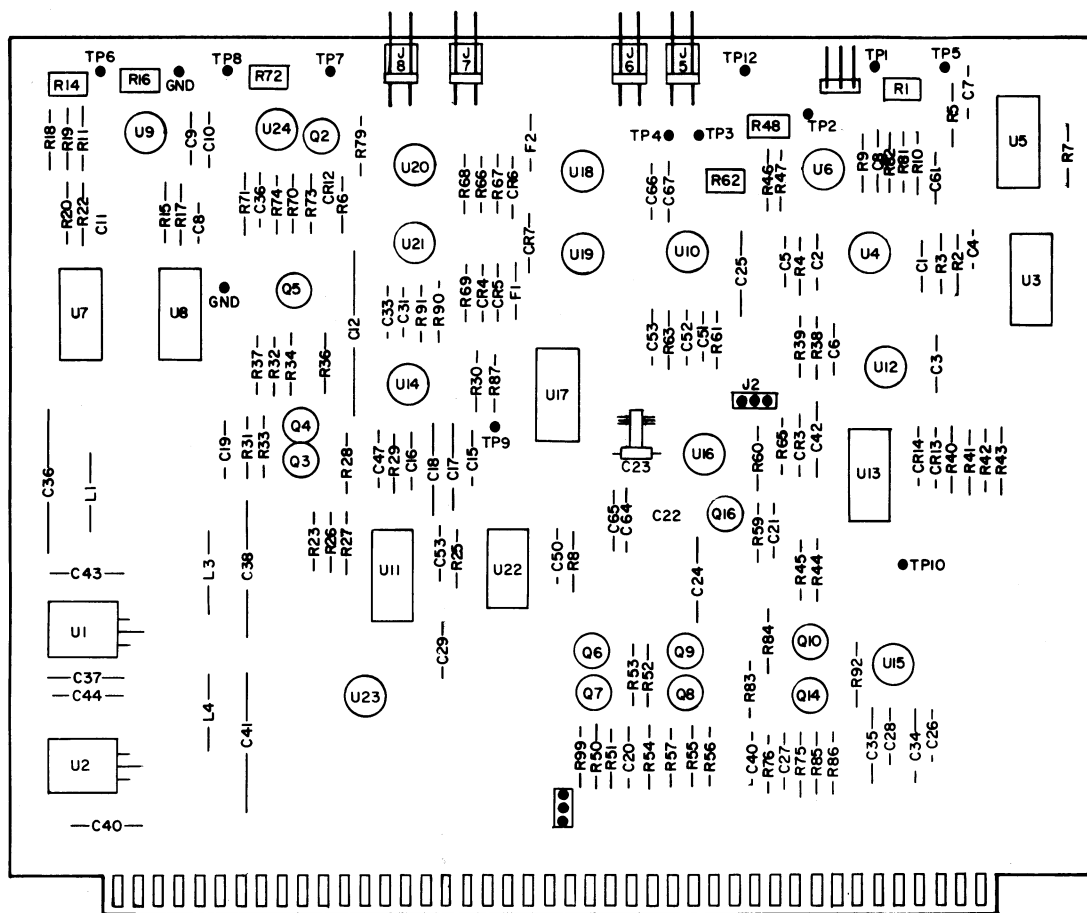 J8
J7
J6
J5
TP6
TP8
TP7
TP12
TP1
TP5
R14
R16
GND
R72
R1
C7
R5
TP2
TP4
TP3
R48
R18
R19
R11
U9
C9
C10
U24
Q2
R79
U20
F2
U18
R62
R46
R47
U6
R9
C8
R82
R81
R10
C61
U5
R7
R20
R22
C11
R15
R17
C8
R71
C36
R74
R70
R73
CR12
R6
R68
R66
R67
CR6
C66
C67
U21
CR7
U19
U10
C25
C5
R4
C2
U4
C1
R3
R2
C4
U3
U7
U8
GND
Q5
C12
C33
C31
R91
R90
R69
CR4
CR5
F1
C53
R63
C52
C51
R61
R39
R38
C6
U12
C3
R37
R32
R34
R36
U14
R30
R87
U17
J2
TP9
C36
L1
C19
R31
R33
Q4
Q3
R28
C47
R29
C16
C18
C17
C15
C23
U16
R60
R65
CR3
C42
U13
CR14
CR13
R40
R41
R42
R43
C65
C64
C22
Q16
R59
C21
C43
L3
C38
R23
R26
R27
U11
C53
R25
U22
C50
R8
C24
R45
R44
TP10
U1
C29
Q6
R53
R52
Q9
R84
Q10
R92
U15
C37
C44
L4
C41
U23
Q7
Q8
R83
Q14
U2
R99
R50
R51
C20
R54
R57
R55
R56
C40
R76
C27
R75
R85
R86
C35
C28
C34
C26
C40